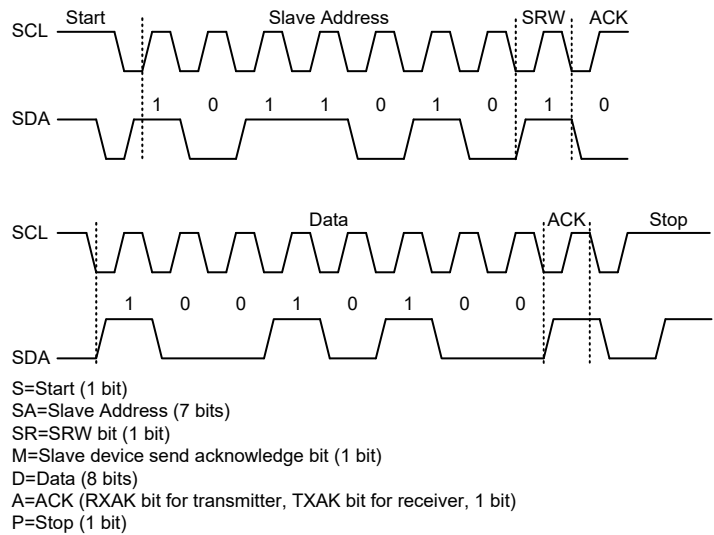 Start Slave Address SRW ACK
SCL
1 0 1 1 0 1 0 1 0
SDA
Data ACK Stop
SCL
1 0 0 1 0 1 0 0
SDA
S=Start (1 bit)
SA=Slave Address (7 bits)
SR=SRW bit (1 bit)
M=Slave device send acknowledge bit (1 bit)
D=Data (8 bits)
A=ACK (RXAK bit for transmitter, TXAK bit for receiver, 1 bit)
P=Stop (1 bit)